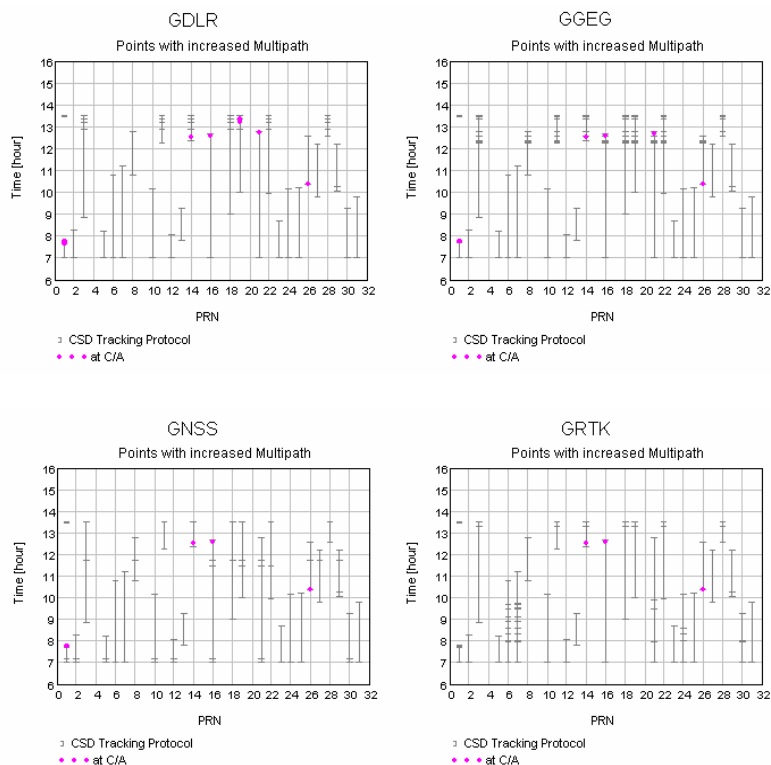 GDLR
Points with increased Multipath
16
15
14
13
12
11
10
9
8
7
6
Time [hour]
0 2 4 6 8 10 12 14 16 18 20 22 24 26 28 30 32
PRN
CSD Tracking Protocol
at C/A
GGEG
Points with increased Multipath
16
15
14
13
12
11
10
9
8
7
6
Time [hour]
0 2 4 6 8 10 12 14 16 18 20 22 24 26 28 30 32
PRN
CSD Tracking Protocol
at C/A
GNSS
Points with increased Multipath
16
15
14
13
12
11
10
9
8
7
6
Time [hour]
0 2 4 6 8 10 12 14 16 18 20 22 24 26 28 30 32
PRN
CSD Tracking Protocol
at C/A
GRTK
Points with increased Multipath
16
15
14
13
12
11
10
9
8
7
6
Time [hour]
0 2 4 6 8 10 12 14 16 18 20 22 24 26 28 30 32
PRN
CSD Tracking Protocol
at C/A